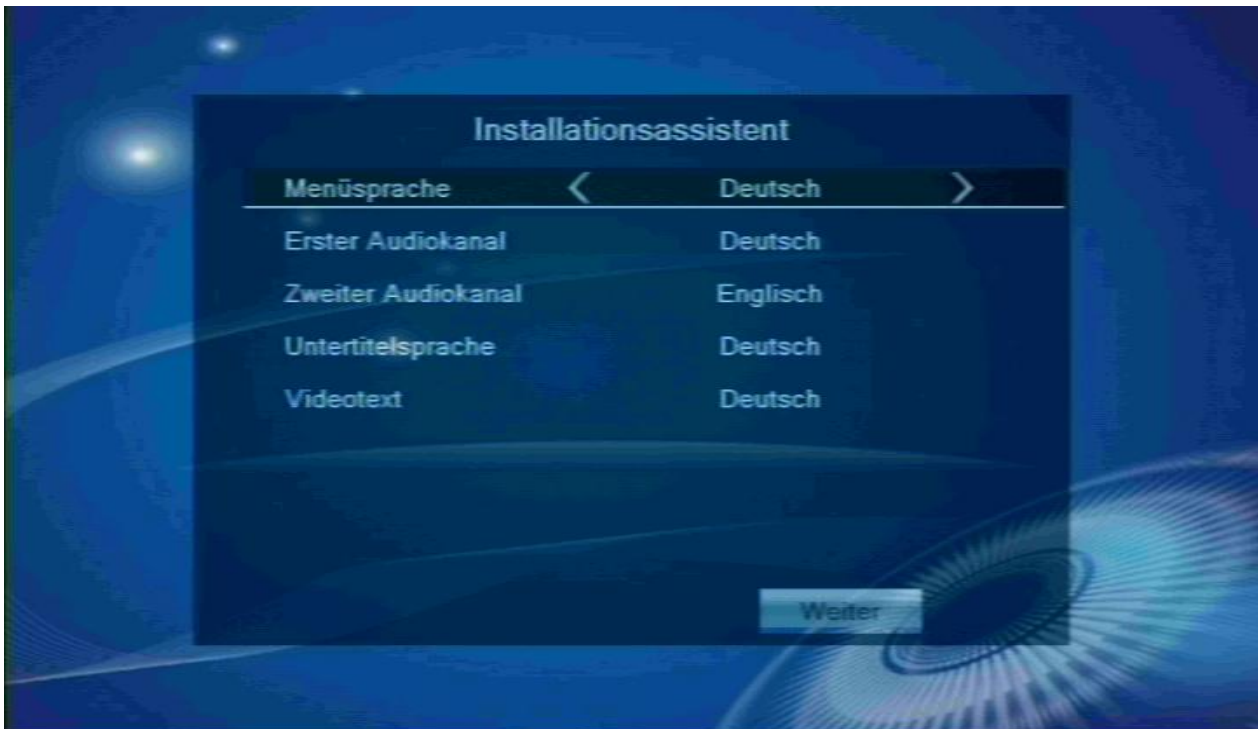 Installationsassistent
Menüsprache Deutsch
Erster Audiokanal Deutsch
Zweiter Audiokanal Englisch
Untertitelsprache Deutsch
Videotext Deutsch
Weiter